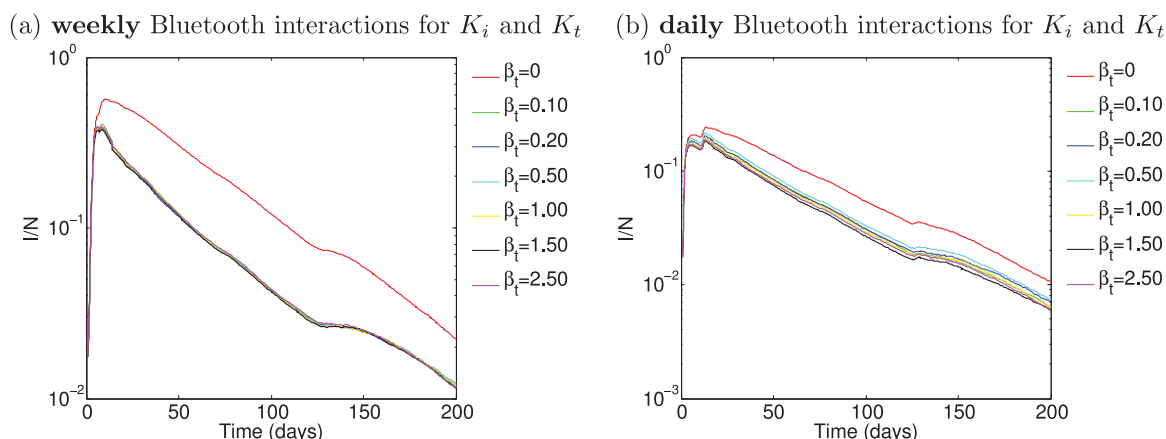 (a) weekly Bluetooth interactions for K_i and K_t
10^0
10^-1
10^-2
I/N
0
50
100
150
200
Time (days)
β_t=0
β_t=0.10
β_t=0.20
β_t=0.50
β_t=1.00
β_t=1.50
β_t=2.50
(b) daily Bluetooth interactions for K_i and K_t
10^0
10^-1
10^-2
10^-3
I/N
0
50
100
150
200
Time (days)
β_t=0
β_t=0.10
β_t=0.20
β_t=0.50
β_t=1.00
β_t=1.50
β_t=2.50